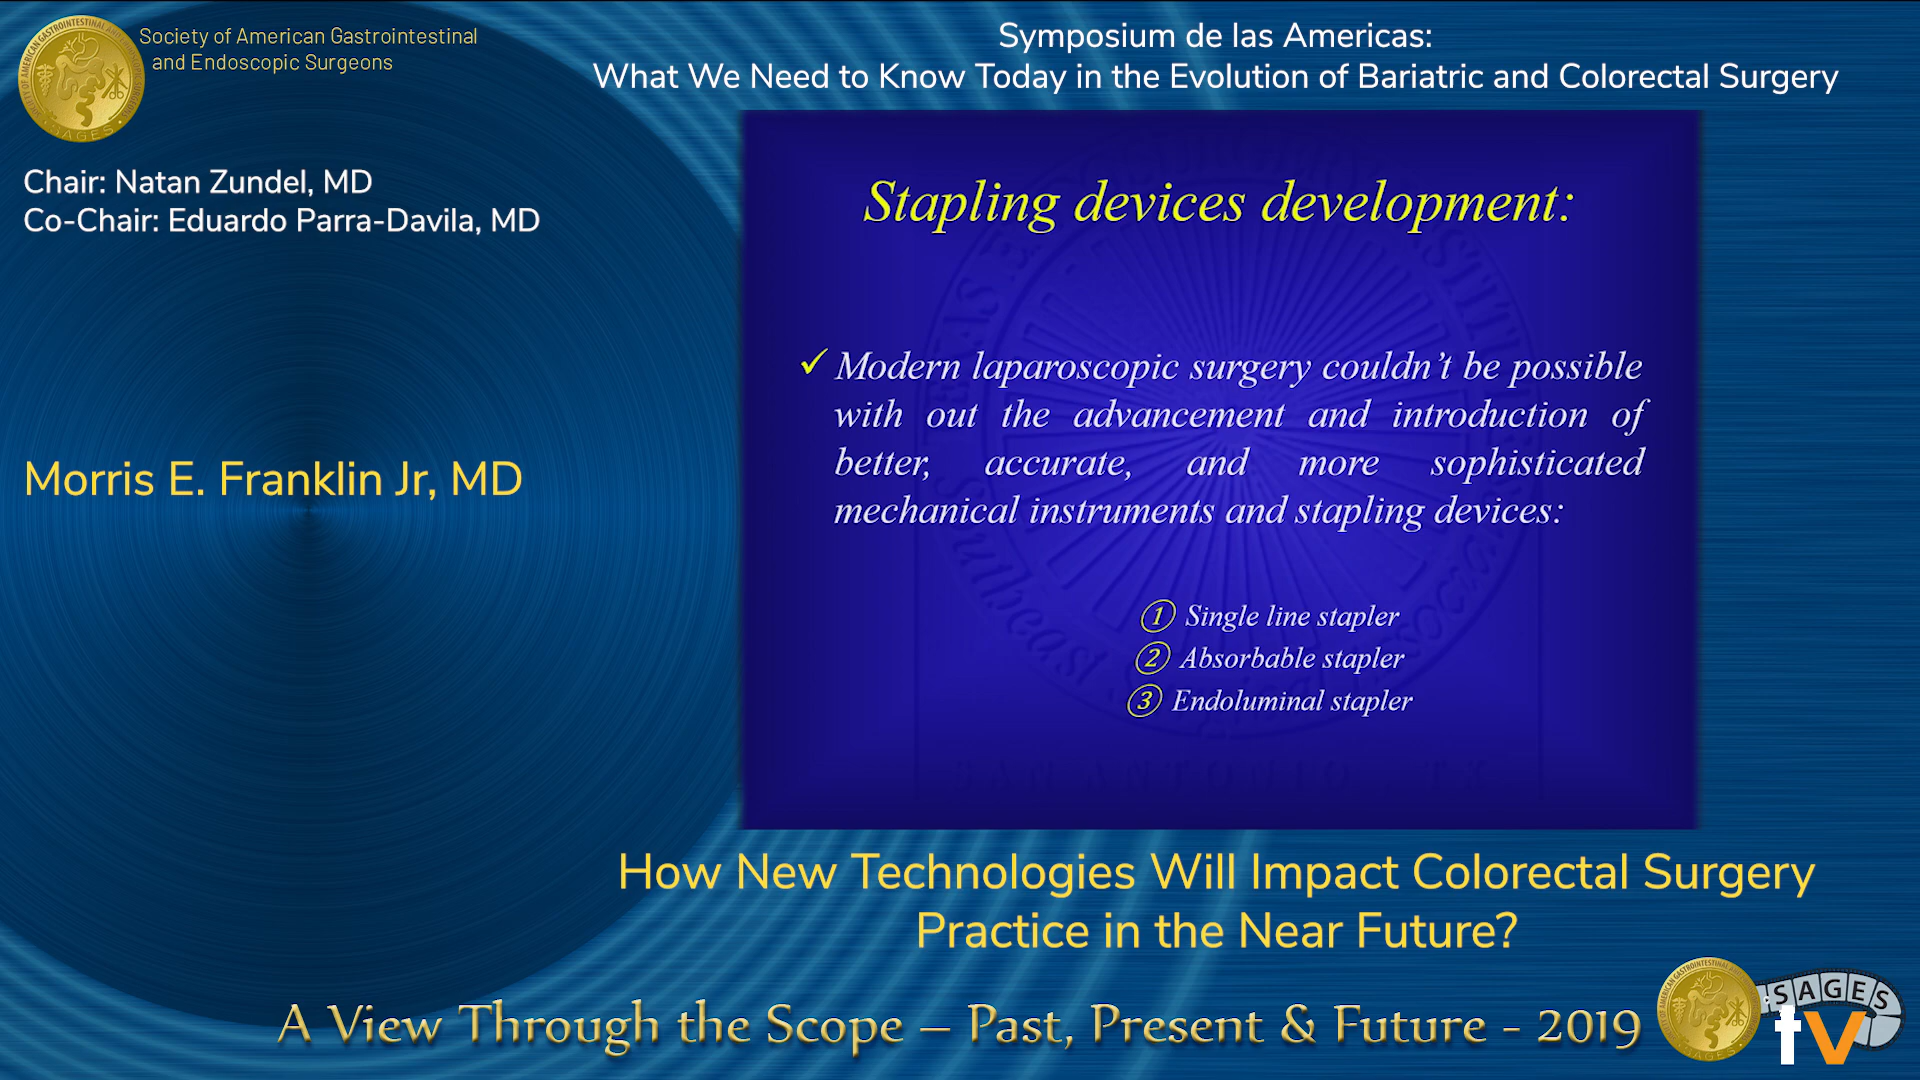 Society of American Gastrointestinal
and Endoscopic Surgeons
Symposium de las Americas:
What We Need to Know Today in the Evolution of Bariatric and Colorectal Surgery
Chair: Natan Zundel, MD
Co-Chair: Eduardo Parra-Davila, MD
Morris E. Franklin Jr, MD
Stapling devices development:
✓ Modern laparoscopic surgery couldn't be possible
with out the advancement and introduction of
better, accurate, and more sophisticated
mechanical instruments and stapling devices:
① Single line stapler
② Absorbable stapler
③ Endoluminal stapler
How New Technologies Will Impact Colorectal Surgery
Practice in the Near Future?
A View Through the Scope – Past, Present & Future - 2019
SAGES
tv